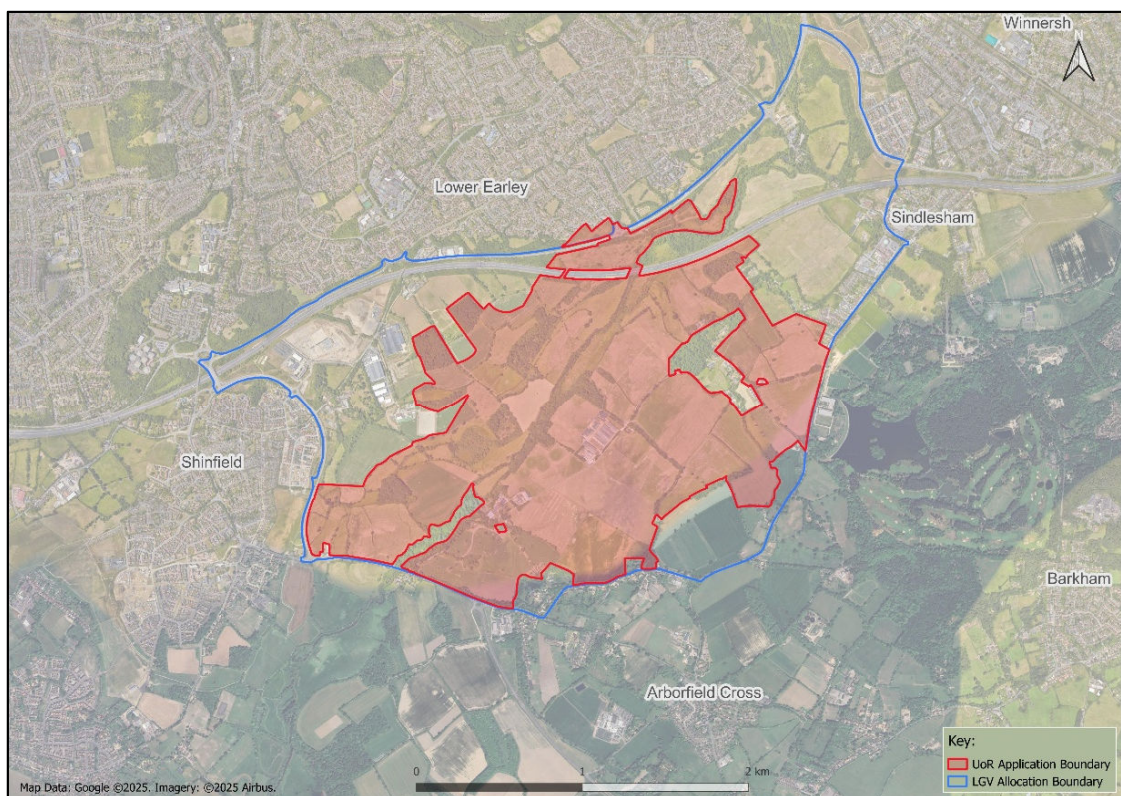 Winnersh
N
Lower Earley
Sindlesham
Shinfield
Barkham
Arborfield Cross
Key:
UoR Application Boundary
LGV Allocation Boundary
0 1 2 km
Map Data: Google ©2025. Imagery: ©2025 Airbus.